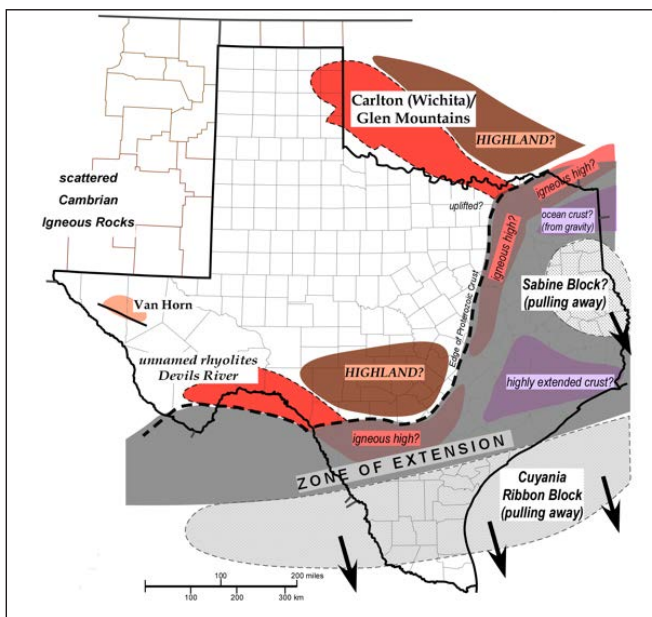 Carlton (Wichita)/
Glen Mountains
HIGHLAND?
scattered
Cambrian
Igneous Rocks
igneous high?
uplifted?
ocean crust?
(from gravity)
igneous high?
Edge of Proterozoic Crust
Sabine Block?
(pulling away)
Van Horn
unnamed rhyolites
Devils River
HIGHLAND?
highly extended crust?
igneous high?
ZONE OF EXTENSION
Cuyania
Ribbon Block
(pulling away)
100 200 miles
100 200 300 km